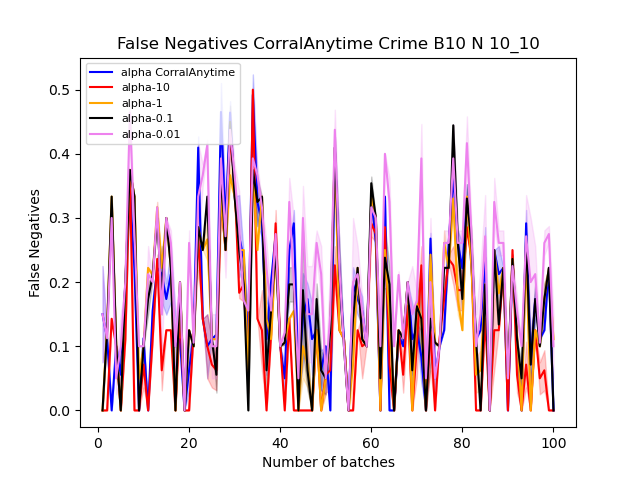 False Negatives CorralAnytime Crime B10 N 10_10
alpha CorralAnytime
alpha-10
alpha-1
alpha-0.1
alpha-0.01
False Negatives
0.5
0.4
0.3
0.2
0.1
0.0
0 20 40 60 80 100
Number of batches